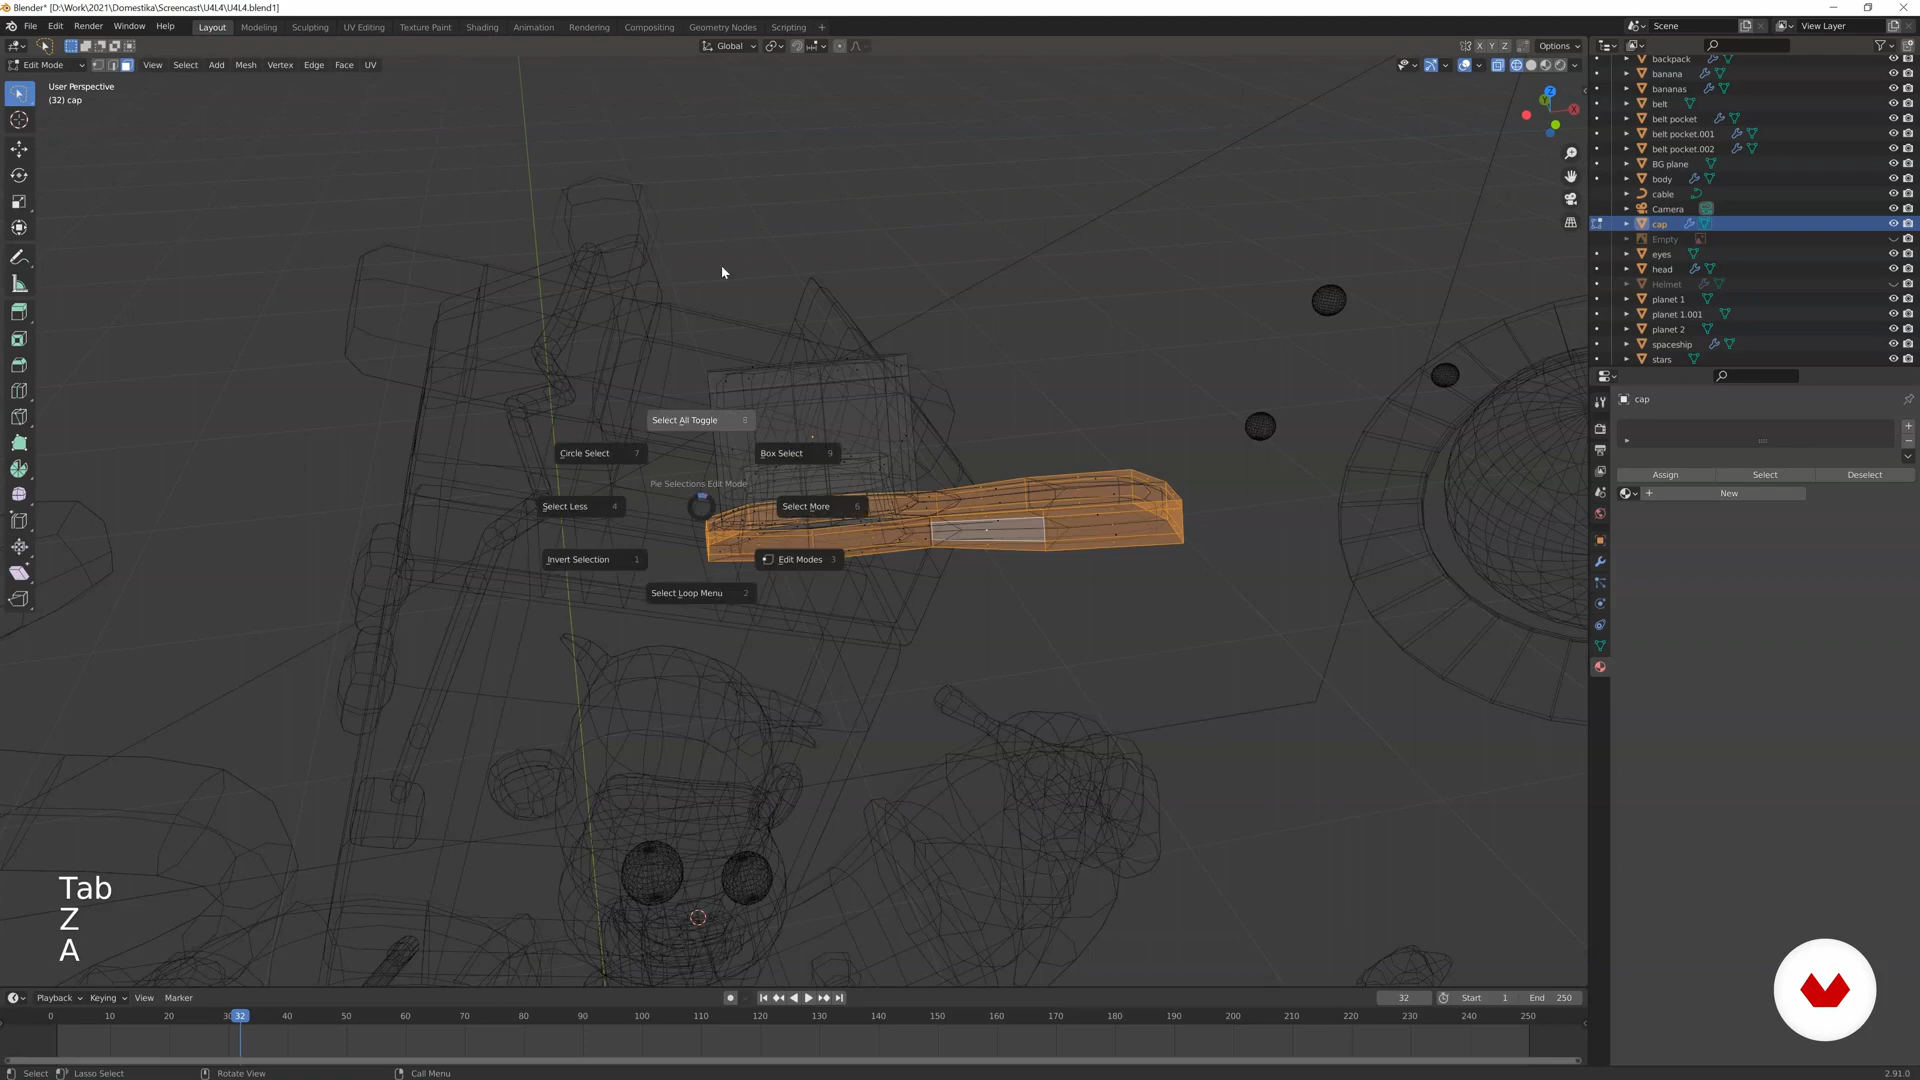 Blender* [D:\Work\2021\Domestika\Screencast\U4L4\U4L4.blend1]
File Edit Render Window Help Layout Modeling Sculpting UV Editing Texture Paint Shading Animation Rendering Compositing Geometry Nodes Scripting + Scene View Layer
Global X Y Z Options
Edit Mode View Select Add Mesh Vertex Edge Face UV
User Perspective
(32) cap
backpack
banana
bananas
belt
belt pocket
belt pocket.001
belt pocket.002
BG plane
body
cable
Camera
cap
Empty
eyes
head
Helmet
planet 1
planet 1.001
planet 2
spaceship
stars
Select All Toggle 8
Circle Select 7
Box Select 9
Pie Selections Edit Mode
Select Less 4
Select More 6
Invert Selection 1
Edit Modes 3
Select Loop Menu 2
cap
Assign Select Deselect
New
Tab
Z
A
Playback Keying View Marker 32 Start 1 End 250
0 10 20 30 32 40 50 60 70 80 90 100 110 120 130 140 150 160 170 180 190 200 210 220 230 240 250
Select Lasso Select Rotate View Call Menu 2.91.0